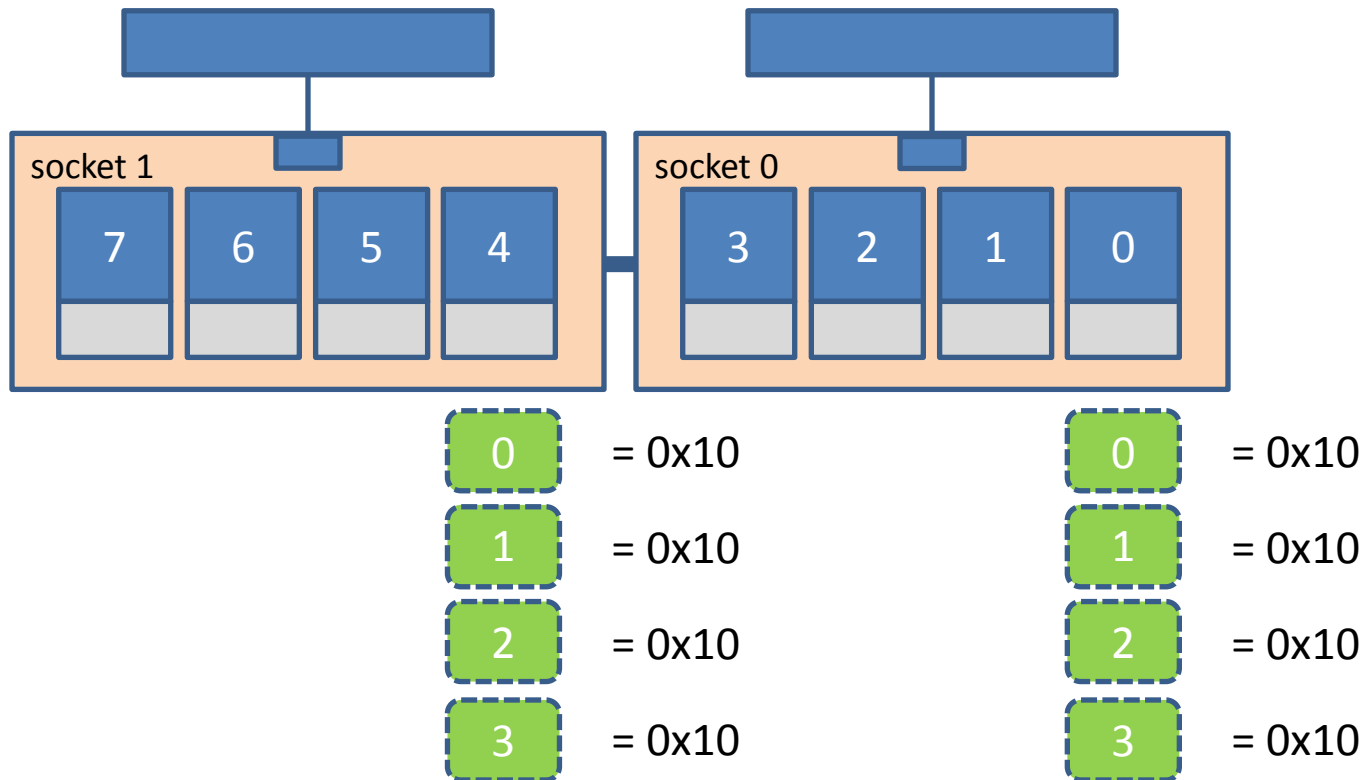 socket 1
socket 0
7 6 5 4
3 2 1 0
0 = 0x10
0 = 0x10
1 = 0x10
1 = 0x10
2 = 0x10
2 = 0x10
3 = 0x10
3 = 0x10